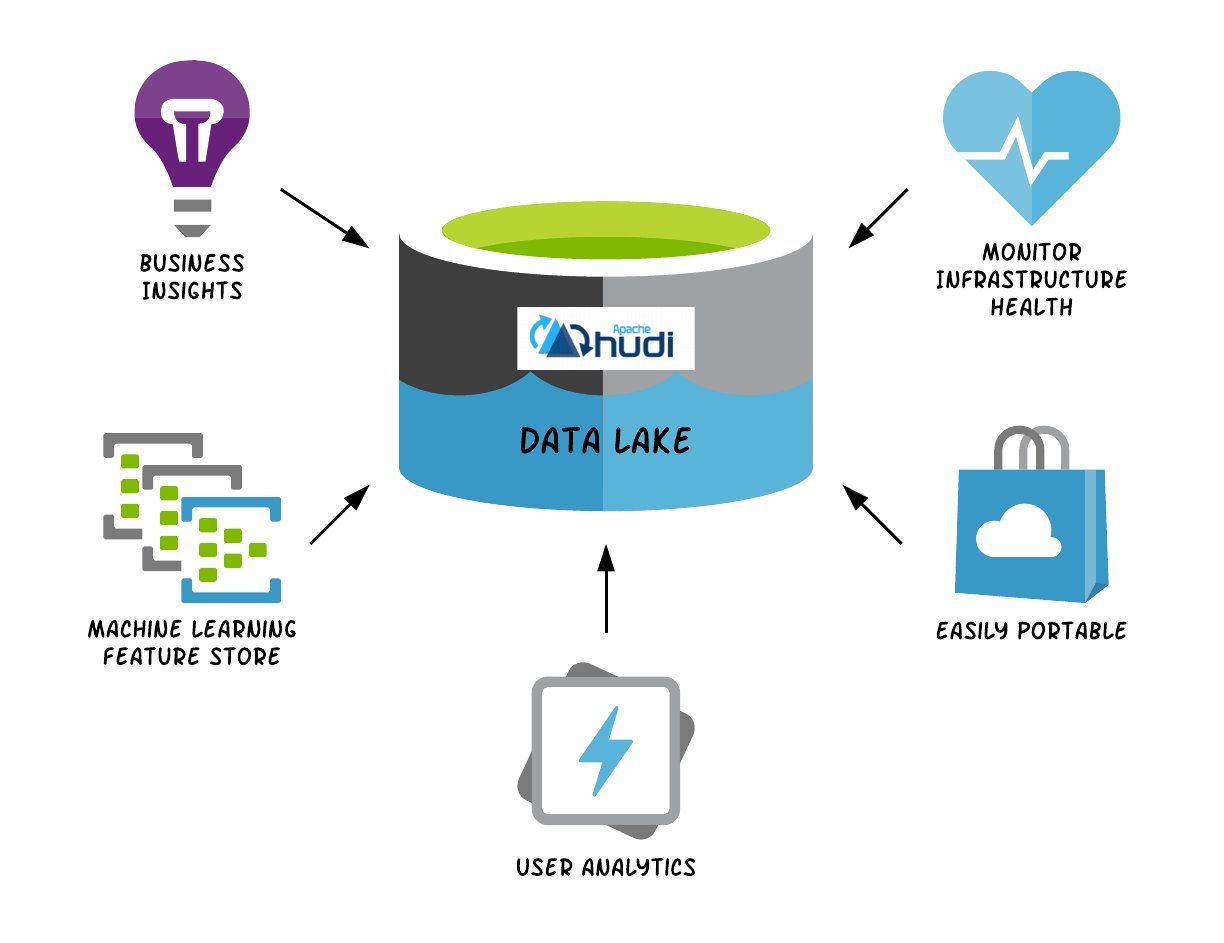 BUSINESS
INSIGHTS
MONITOR
INFRASTRUCTURE
HEALTH
Apache
hudi
DATA LAKE
MACHINE LEARNING
FEATURE STORE
EASILY PORTABLE
USER ANALYTICS